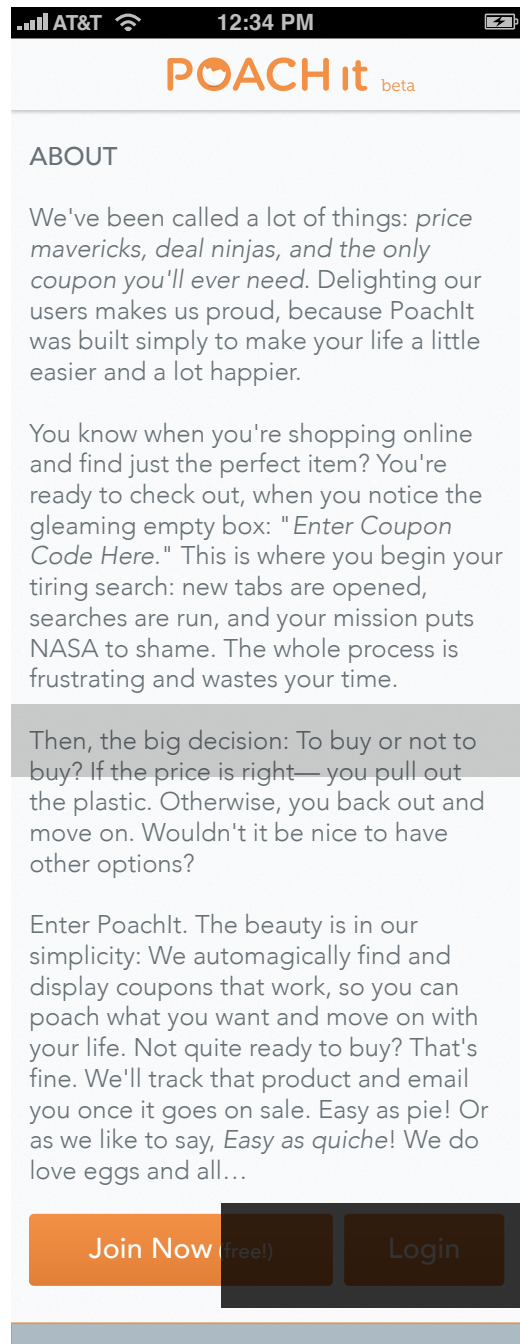 AT&T 12:34 PM
POACH it beta
ABOUT
We've been called a lot of things: price
mavericks, deal ninjas, and the only
coupon you'll ever need. Delighting our
users makes us proud, because PoachIt
was built simply to make your life a little
easier and a lot happier.
You know when you're shopping online
and find just the perfect item? You're
ready to check out, when you notice the
gleaming empty box: "Enter Coupon
Code Here." This is where you begin your
tiring search: new tabs are opened,
searches are run, and your mission puts
NASA to shame. The whole process is
frustrating and wastes your time.
Then, the big decision: To buy or not to
buy? If the price is right— you pull out
the plastic. Otherwise, you back out and
move on. Wouldn't it be nice to have
other options?
Enter PoachIt. The beauty is in our
simplicity: We automagically find and
display coupons that work, so you can
poach what you want and move on with
your life. Not quite ready to buy? That's
fine. We'll track that product and email
you once it goes on sale. Easy as pie! Or
as we like to say, Easy as quiche! We do
love eggs and all…
Join Now (free!) Login